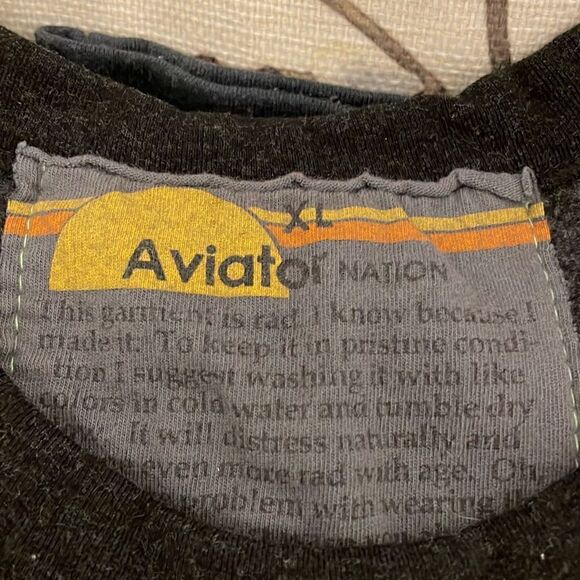 XL
Aviator NATION
This garment is rad. I know because I
made it. To keep it in pristine condi-
tion I suggest washing it with like
colors in cold water and tumble dry
It will distress naturally and
even more rad with age. Oh
problem with wearing